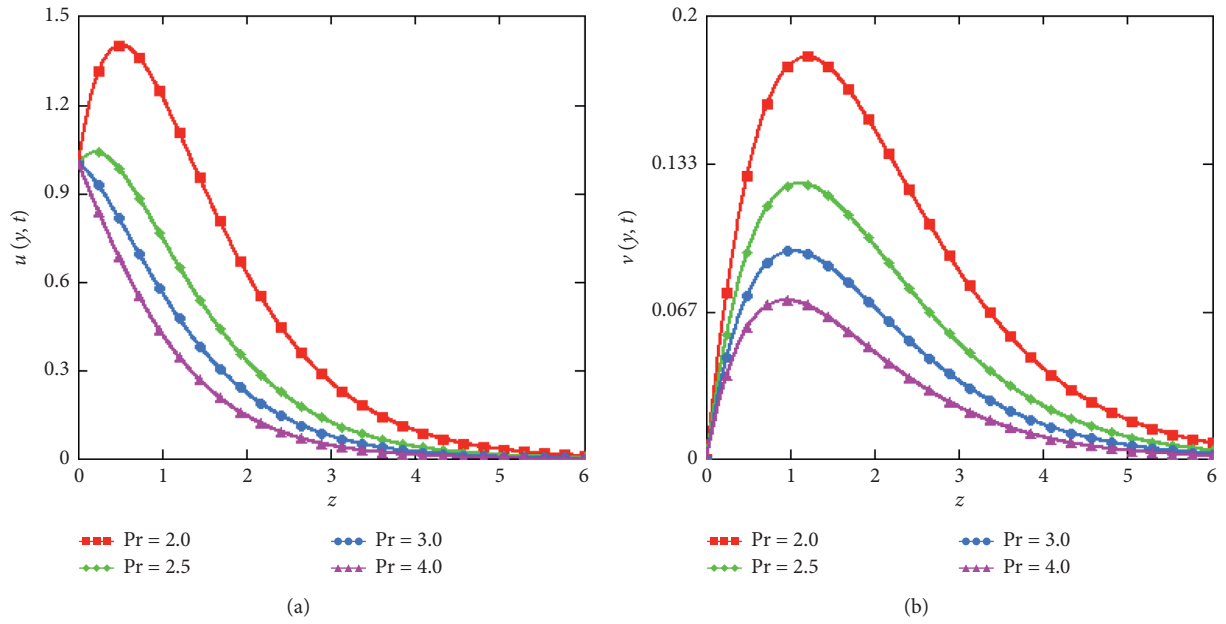 1.5
1.2
0.9
0.6
0.3
0
u (y, t)
0 1 2 3 4 5 6
z
Pr = 2.0 Pr = 3.0
Pr = 2.5 Pr = 4.0
(a)
0.2
0.133
0.067
0
v (y, t)
0 1 2 3 4 5 6
z
Pr = 2.0 Pr = 3.0
Pr = 2.5 Pr = 4.0
(b)